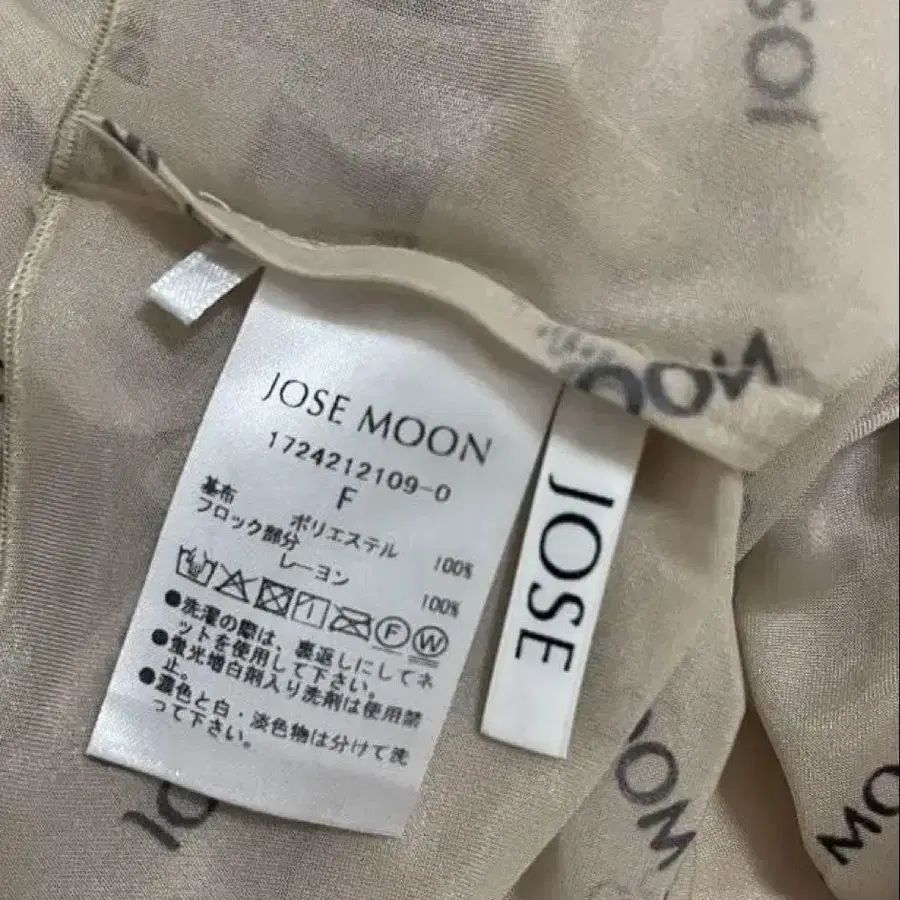 JOSE MOON
1724212109-0
F
基布
ポリエステル 100%
フロック部分
レーヨン 100%
F W
●洗濯の際は、裏返しにしてネ
ットを使用して下さい。
●蛍光増白剤入り洗剤は使用禁
止。
●濃色と白・淡色物は分けて洗
って下さい。
JOSE
JOSE
MOON
MOON
MO
JO